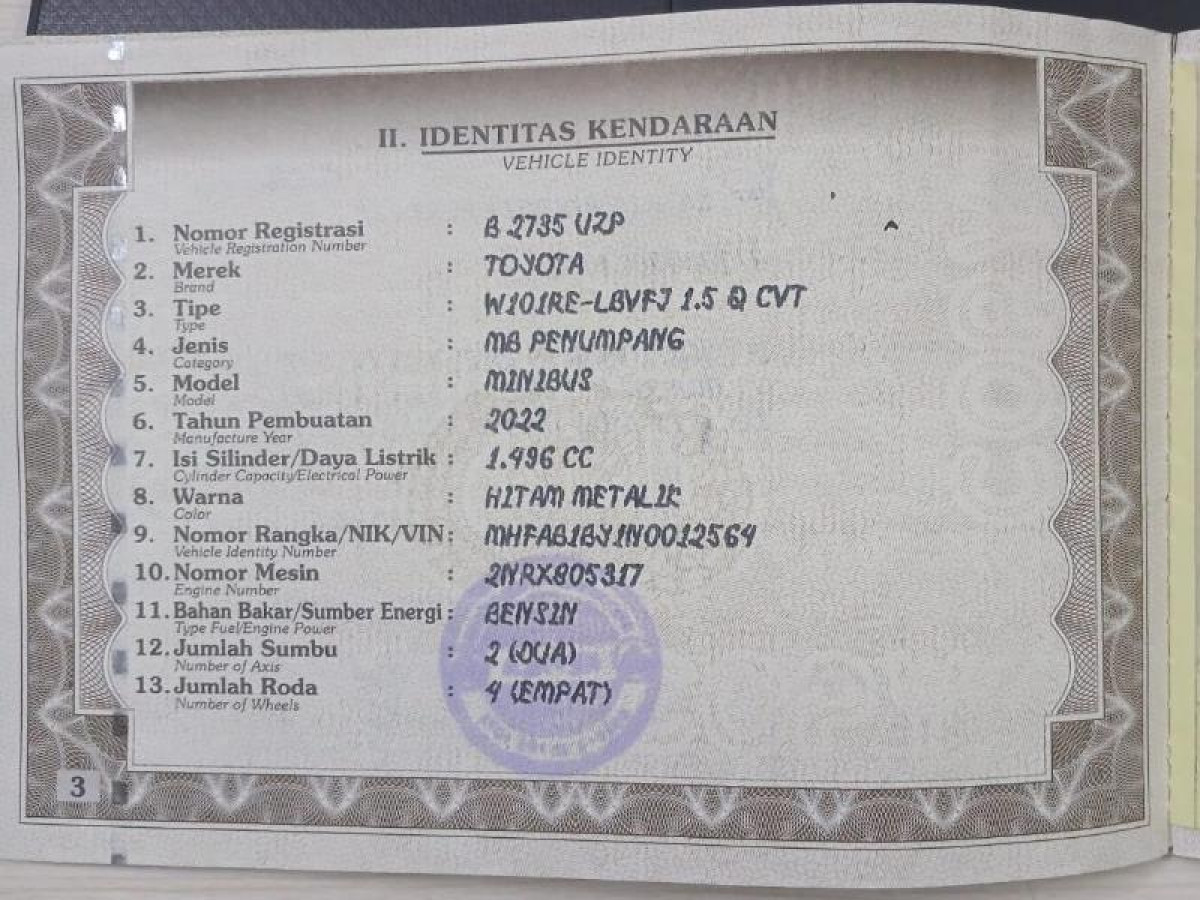 II. IDENTITAS KENDARAAN
VEHICLE IDENTITY
1. Nomor Registrasi : B 2735 UZP
Vehicle Registration Number
2. Merek : TOYOTA
Brand
3. Tipe : W101RE-LBVFJ 1.5 Q CVT
Type
4. Jenis : MB PENUMPANG
Category
5. Model : MINIBUS
Model
6. Tahun Pembuatan : 2022
Manufacture Year
7. Isi Silinder/Daya Listrik : 1.496 CC
Cylinder Capacity/Electrical Power
8. Warna : HITAM METALIK
Color
9. Nomor Rangka/NIK/VIN : MHFAB1BY1N0012564
Vehicle Identity Number
10. Nomor Mesin : 2NRX805317
Engine Number
11. Bahan Bakar/Sumber Energi : BENSIN
Type Fuel/Engine Power
12. Jumlah Sumbu : 2 (DUA)
Number of Axis
13. Jumlah Roda : 4 (EMPAT)
Number of Wheels
3